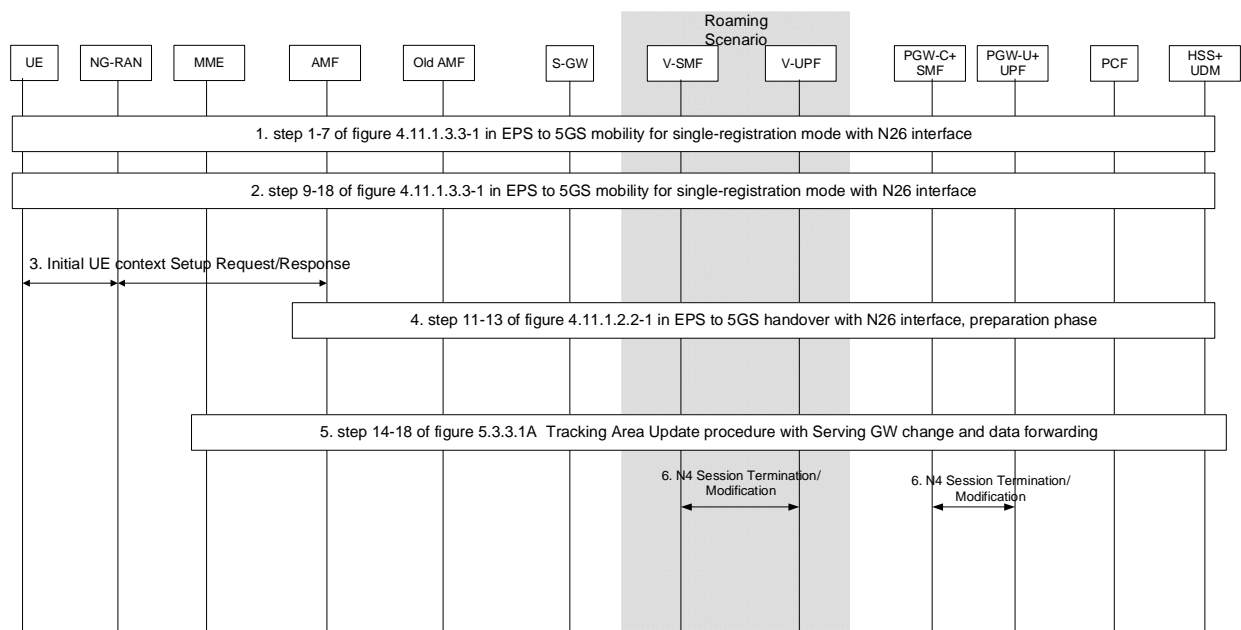 Roaming
Scenario
UE
NG-RAN
MME
AMF
Old AMF
S-GW
V-SMF
V-UPF
PGW-C+
SMF
PGW-U+
UPF
PCF
HSS+
UDM
1. step 1-7 of figure 4.11.1.3.3-1 in EPS to 5GS mobility for single-registration mode with N26 interface
2. step 9-18 of figure 4.11.1.3.3-1 in EPS to 5GS mobility for single-registration mode with N26 interface
3. Initial UE context Setup Request/Response
4. step 11-13 of figure 4.11.1.2.2-1 in EPS to 5GS handover with N26 interface, preparation phase
5. step 14-18 of figure 5.3.3.1A Tracking Area Update procedure with Serving GW change and data forwarding
6. N4 Session Termination/
Modification
6. N4 Session Termination/
Modification